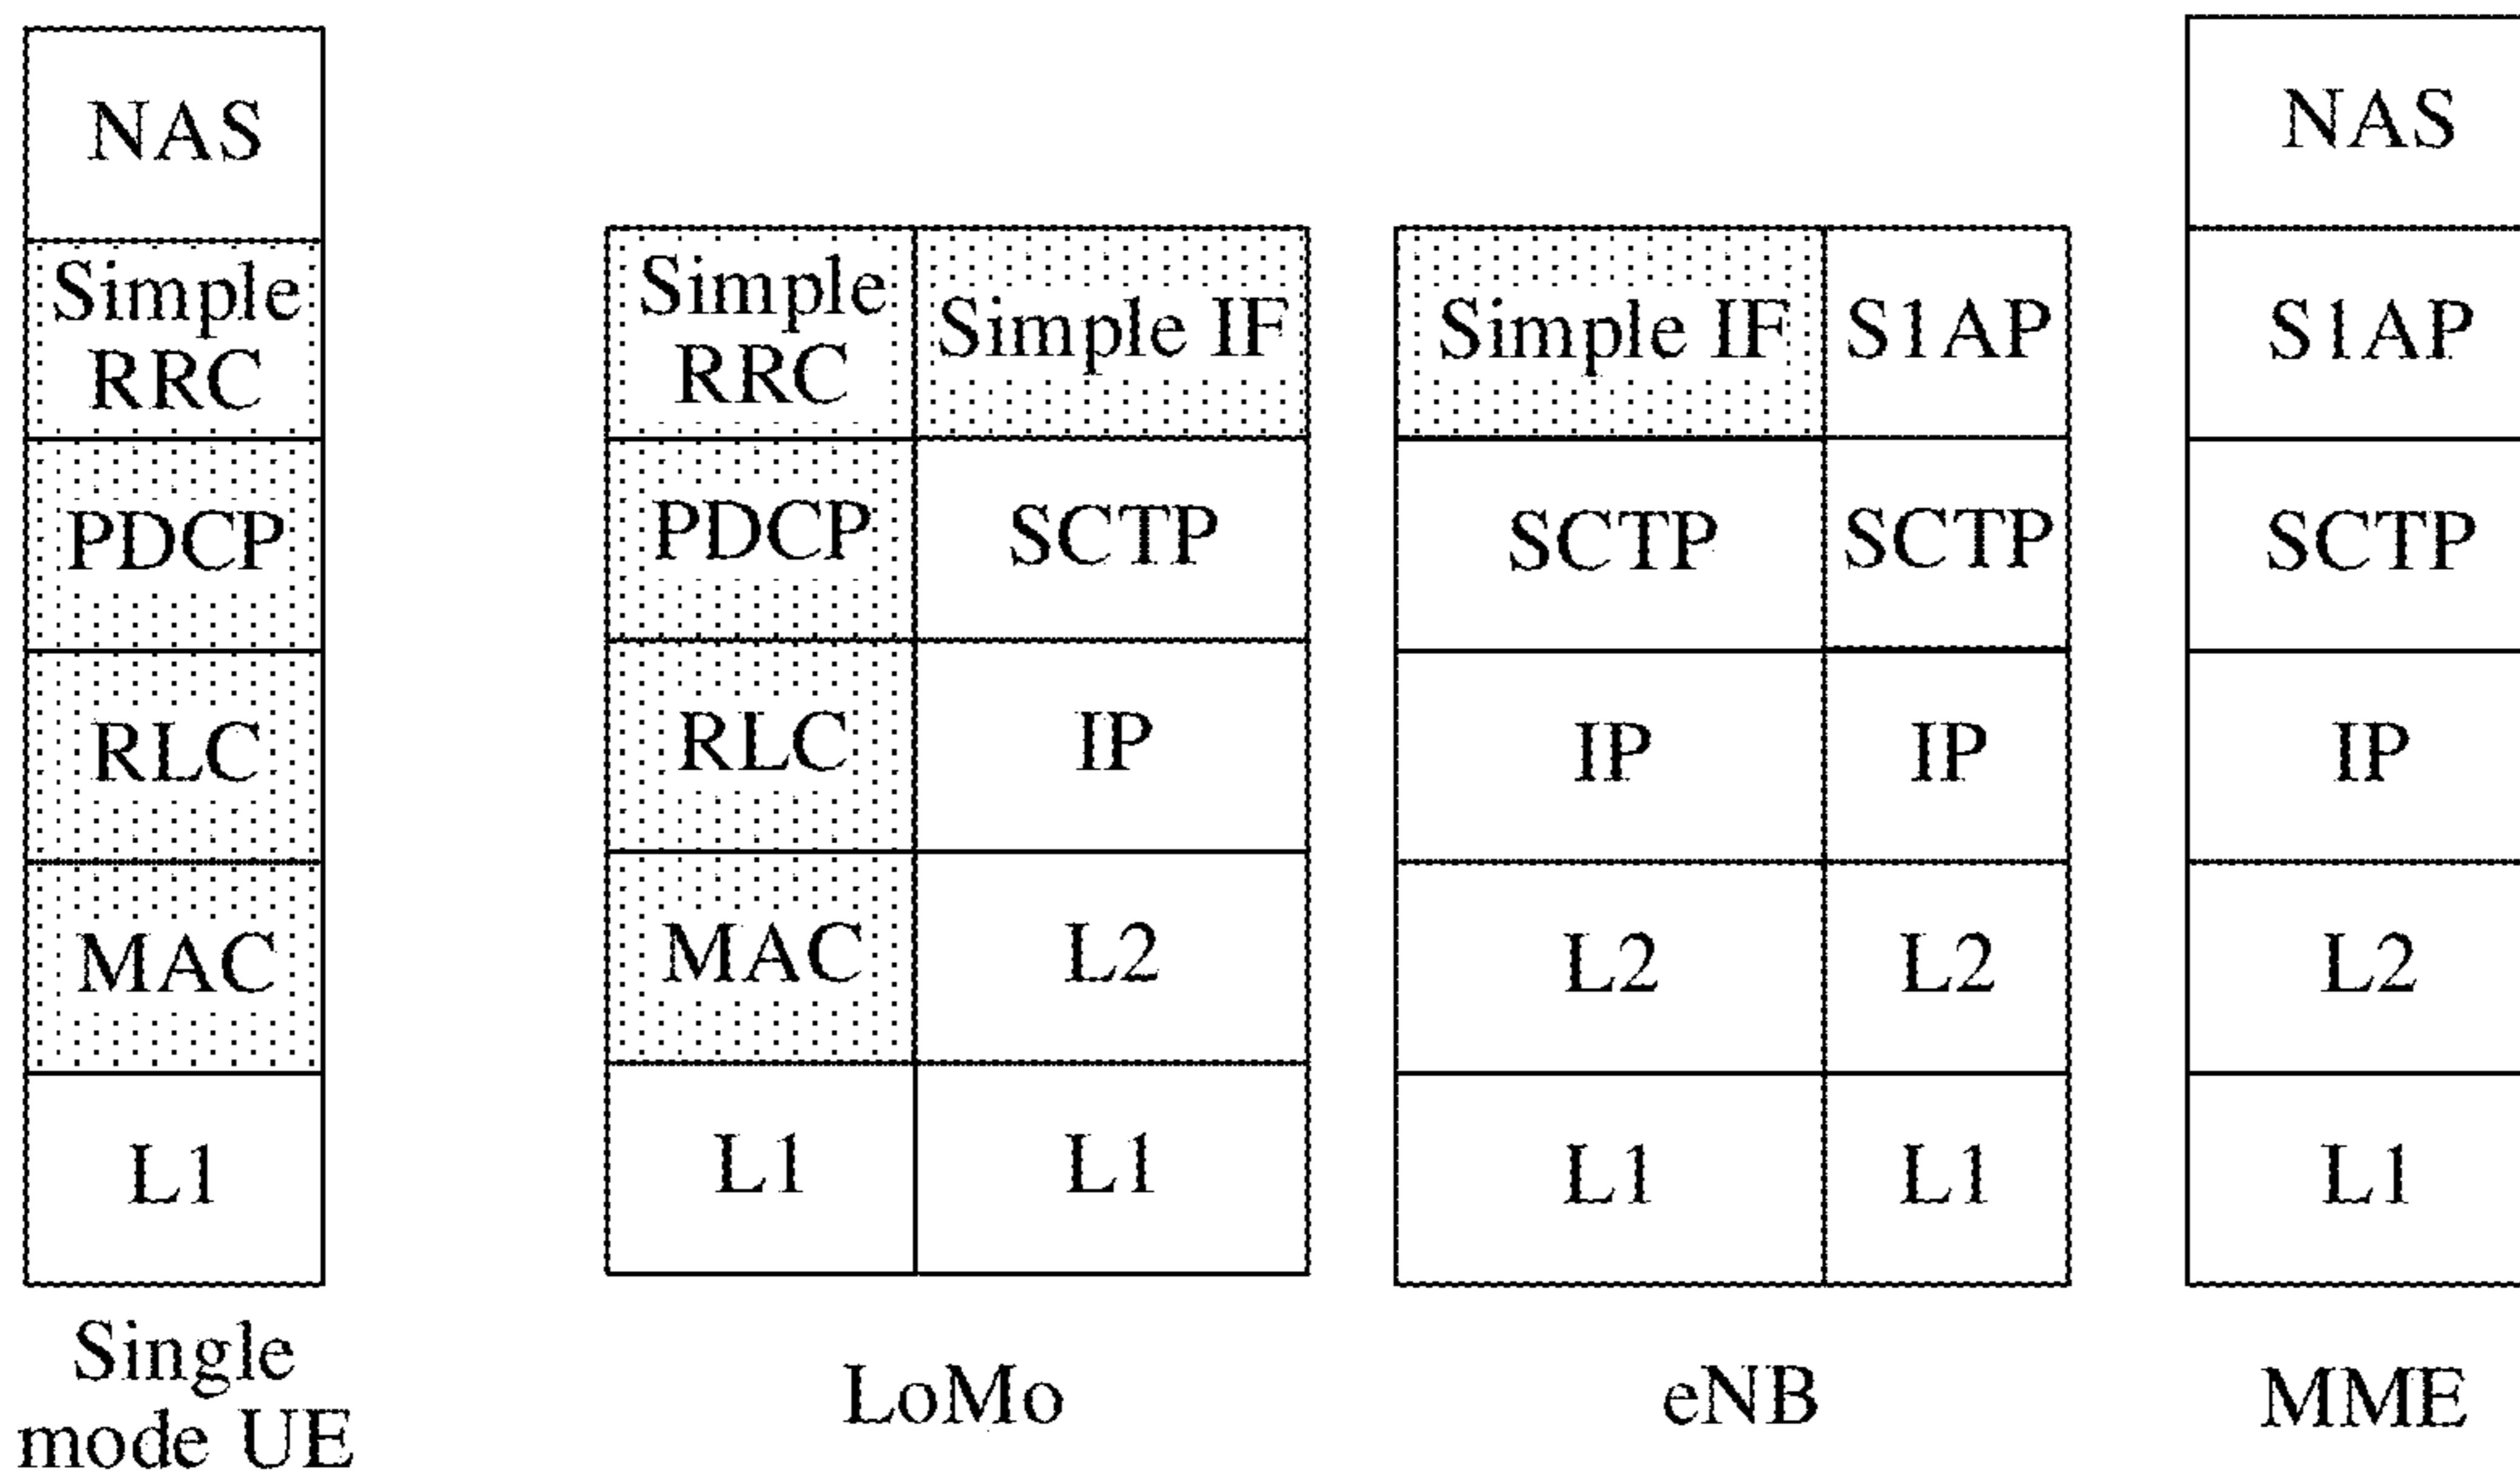 NAS
Simple
RRC
PDCP
RLC
MAC
L1
Single
mode UE
Simple
RRC
Simple IF
PDCP
SCTP
RLC
IP
MAC
L2
L1
L1
LoMo
Simple IF
S1AP
SCTP
SCTP
IP
IP
L2
L2
L1
L1
eNB
NAS
S1AP
SCTP
IP
L2
L1
MME